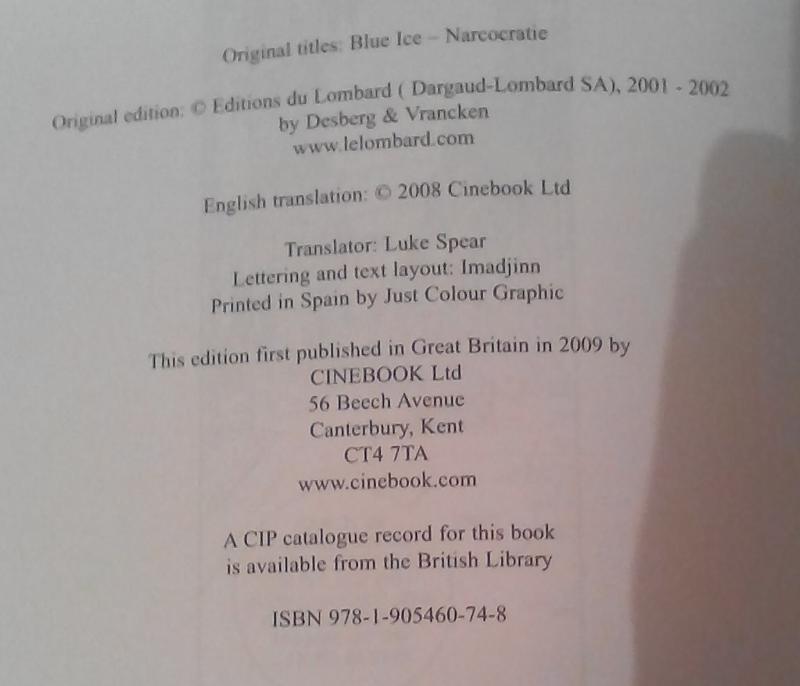 Original titles: Blue Ice – Narcocratie
Original edition: © Editions du Lombard ( Dargaud-Lombard SA), 2001 - 2002
by Desberg & Vrancken
www.lelombard.com
English translation: © 2008 Cinebook Ltd
Translator: Luke Spear
Lettering and text layout: Imadjinn
Printed in Spain by Just Colour Graphic
This edition first published in Great Britain in 2009 by
CINEBOOK Ltd
56 Beech Avenue
Canterbury, Kent
CT4 7TA
www.cinebook.com
A CIP catalogue record for this book
is available from the British Library
ISBN 978-1-905460-74-8